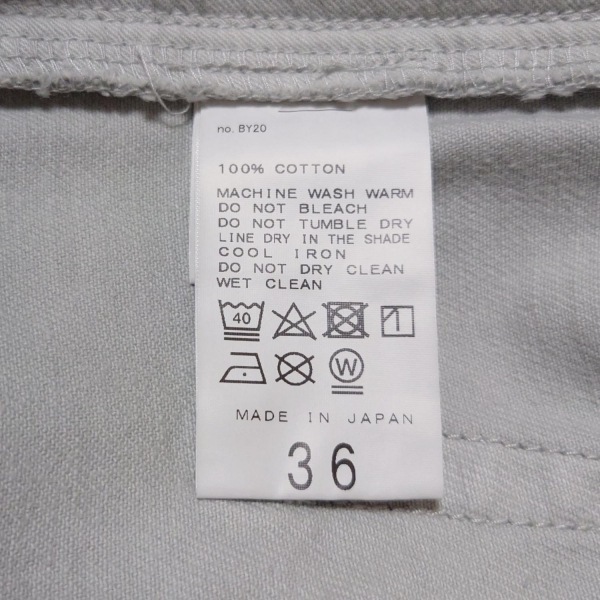 no. BY20
100% COTTON
MACHINE WASH WARM
DO NOT BLEACH
DO NOT TUMBLE DRY
LINE DRY IN THE SHADE
COOL IRON
DO NOT DRY CLEAN
WET CLEAN
40
W
MADE IN JAPAN
36